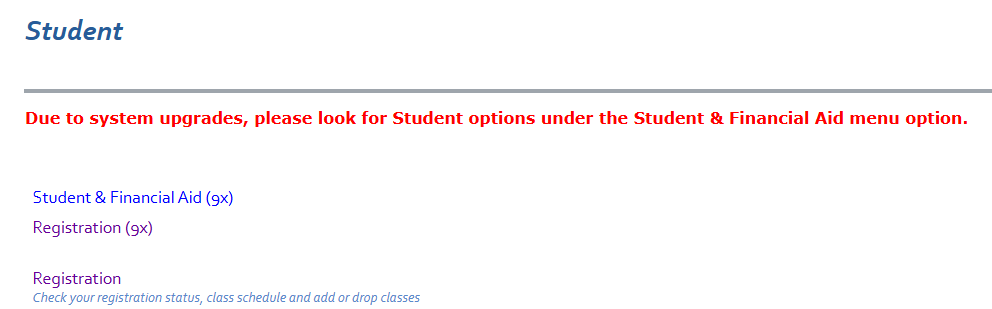 Student
Due to system upgrades, please look for Student options under the Student & Financial Aid menu option.
Student & Financial Aid (9x)
Registration (9x)
Registration
Check your registration status, class schedule and add or drop classes